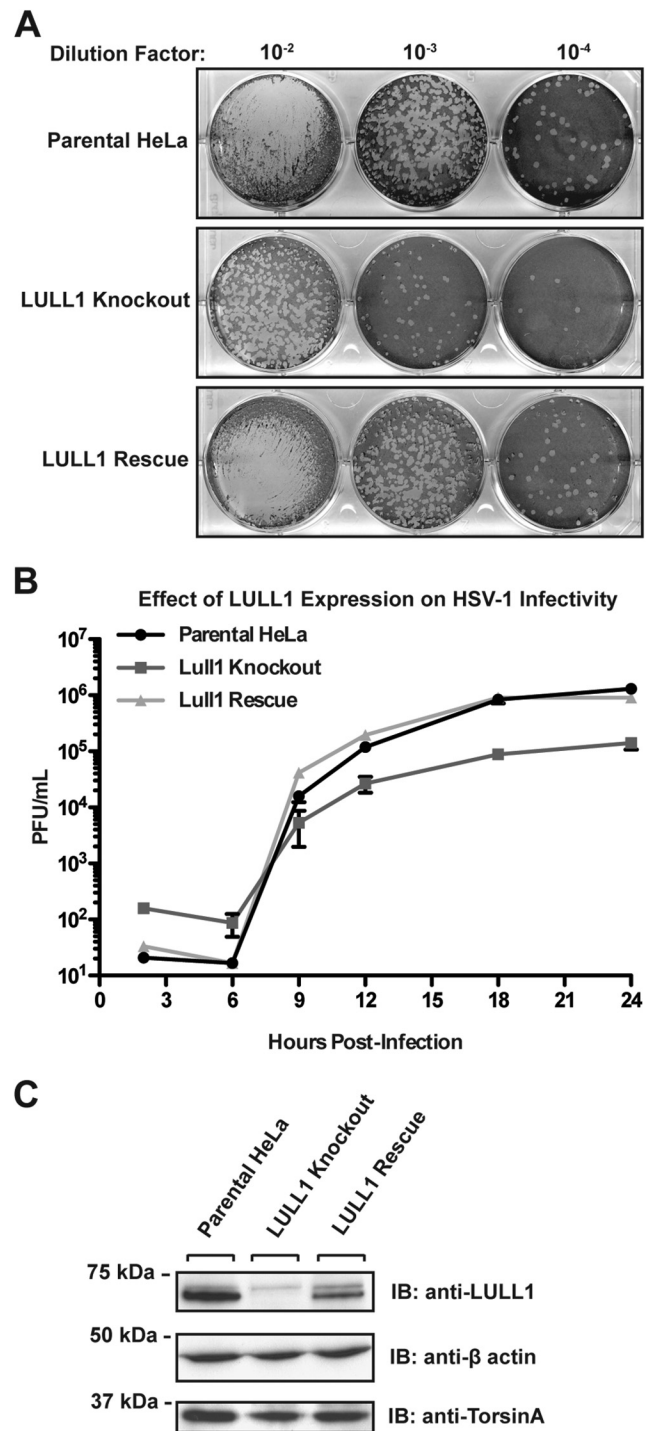 A
Dilution Factor: 10⁻² 10⁻³ 10⁻⁴
Parental HeLa
LULL1 Knockout
LULL1 Rescue
B
Effect of LULL1 Expression on HSV-1 Infectivity
Parental HeLa
Lull1 Knockout
Lull1 Rescue
10⁷
10⁶
10⁵
10⁴
10³
10²
10¹
PFU/mL
0 3 6 9 12 15 18 21 24
Hours Post-Infection
C
Parental HeLa
LULL1 Knockout
LULL1 Rescue
75 kDa -
IB: anti-LULL1
50 kDa -
IB: anti-β actin
37 kDa -
IB: anti-TorsinA